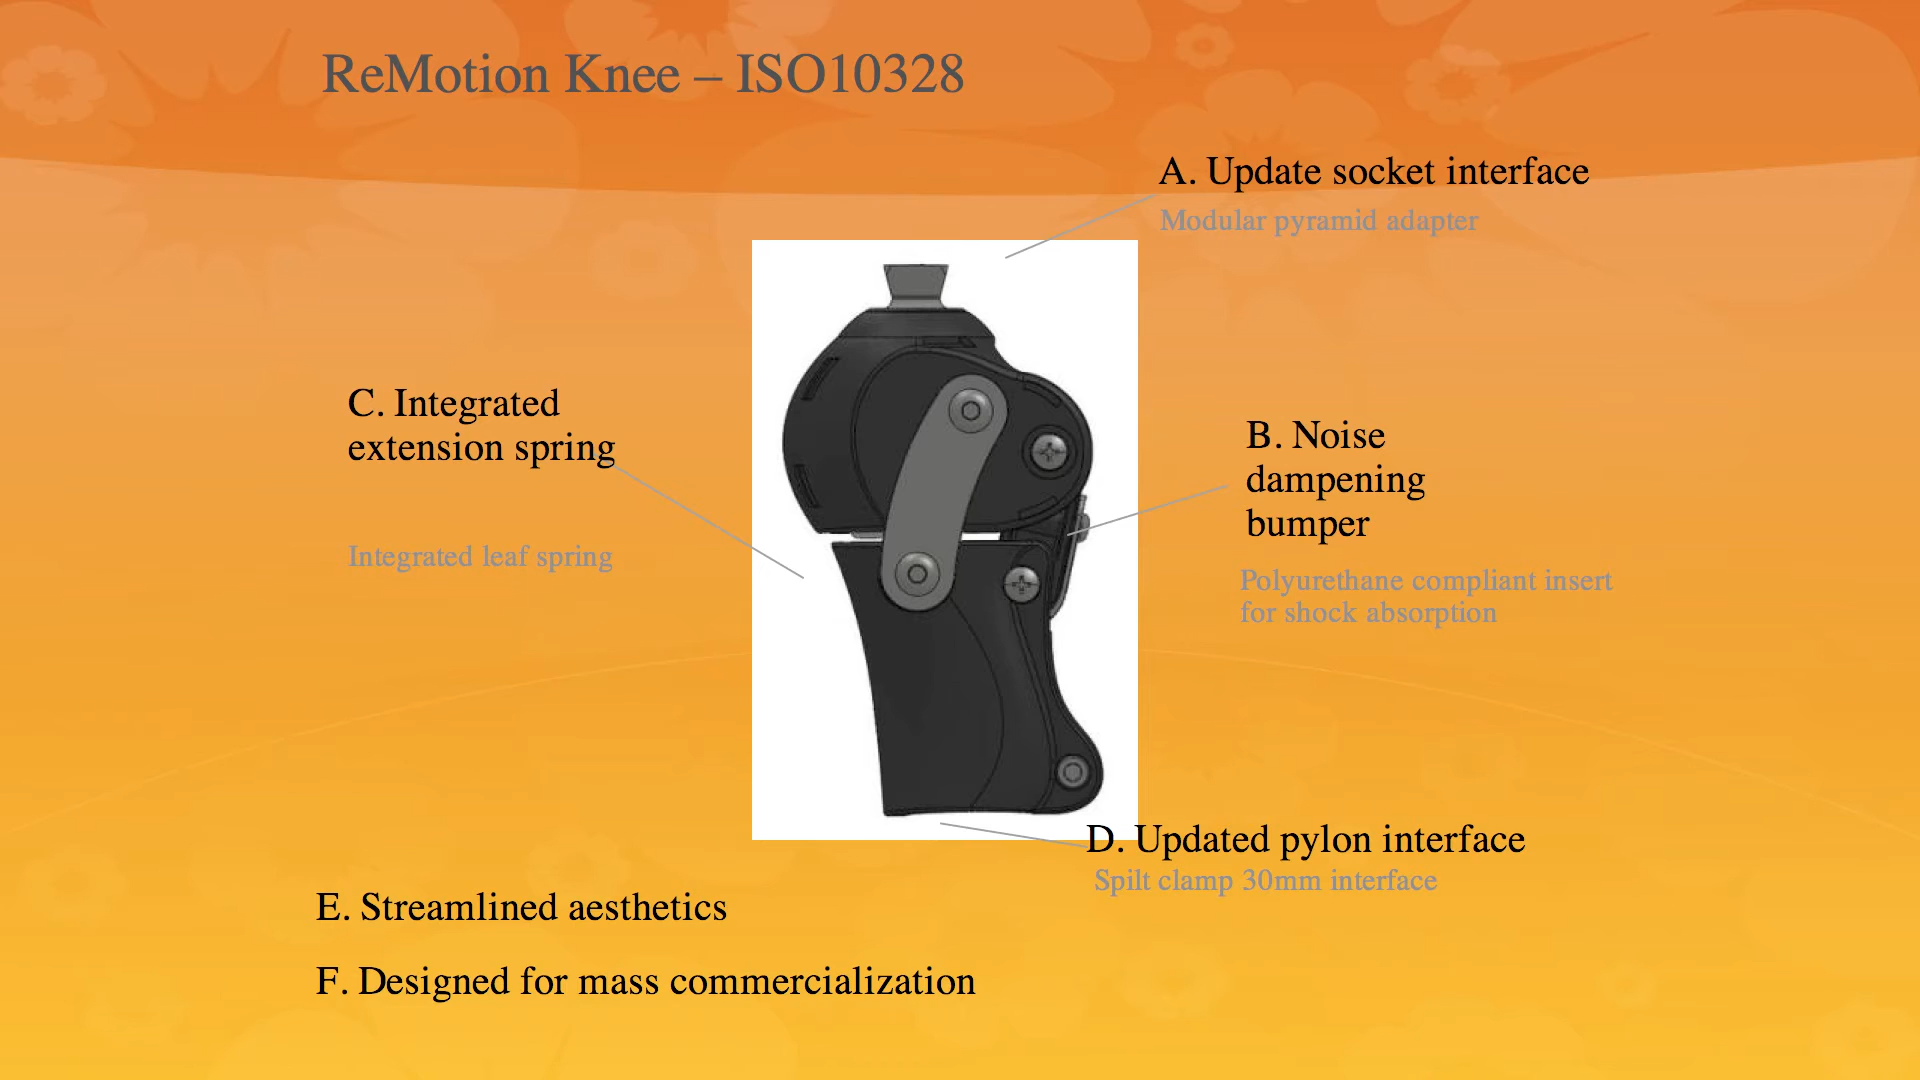 ReMotion Knee – ISO10328
A. Update socket interface
Modular pyramid adapter
C. Integrated
extension spring
Integrated leaf spring
B. Noise
dampening
bumper
Polyurethane compliant insert
for shock absorption
D. Updated pylon interface
Spilt clamp 30mm interface
E. Streamlined aesthetics
F. Designed for mass commercialization